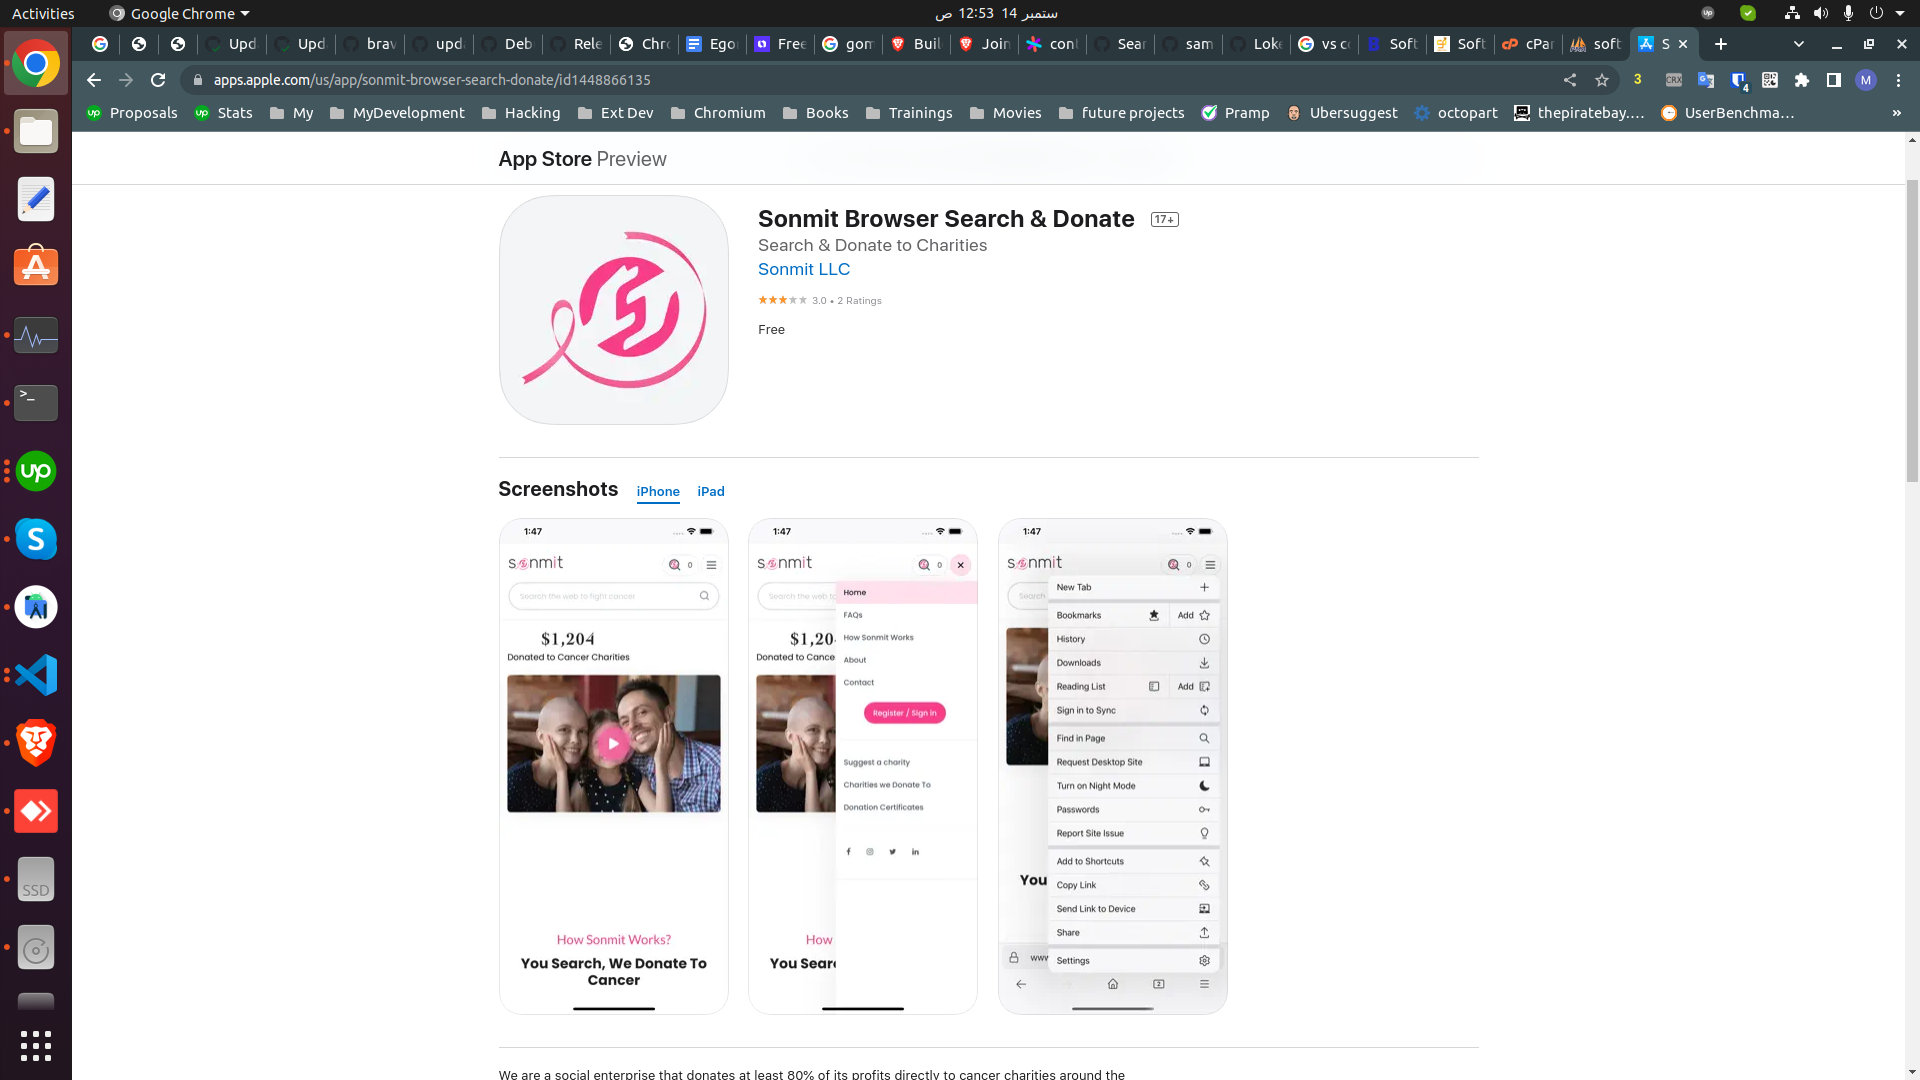 Activities
Google Chrome
ستمبر 14 12:53 ص
Upd
Upd
brav
upda
Deb
Rele
Chro
Egor
Free
gom
Buil
Join
cont
Sear
sam
Loke
vs co
Soft
Soft
cPar
soft
S
apps.apple.com/us/app/sonmit-browser-search-donate/id1448866135
3
CRX
4
M
Proposals
Stats
My
MyDevelopment
Hacking
Ext Dev
Chromium
Books
Trainings
Movies
future projects
Pramp
Ubersuggest
octopart
thepiratebay....
UserBenchma...
»
App Store Preview
Sonmit Browser Search & Donate 17+
Search & Donate to Charities
Sonmit LLC
3.0 • 2 Ratings
Free
Screenshots iPhone iPad
1:47
sonmit
0
Search the web to fight cancer
$1,204
Donated to Cancer Charities
How Sonmit Works?
You Search, We Donate To
Cancer
1:47
sonmit
0
Search the web to
$1,20
Donated to Cance
How
You Sear
Home
FAQs
How Sonmit Works
About
Contact
Register / Sign In
Suggest a charity
Charities we Donate To
Donation Certificates
1:47
sonmit
0
Search
New Tab
Bookmarks Add
History
Downloads
Reading List Add
Sign in to Sync
Find in Page
Request Desktop Site
Turn on Night Mode
Passwords
Report Site Issue
Add to Shortcuts
You
Copy Link
Send Link to Device
Share
www
Settings
2
SSD
We are a social enterprise that donates at least 80% of its profits directly to cancer charities around the